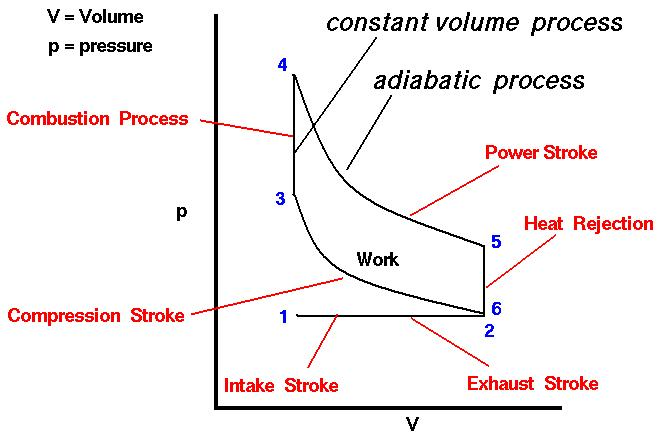 V = Volume
p = pressure
constant volume process
adiabatic process
4
Combustion Process
Power Stroke
3
p
Heat Rejection
5
Work
6
Compression Stroke
1
2
Intake Stroke
Exhaust Stroke
V